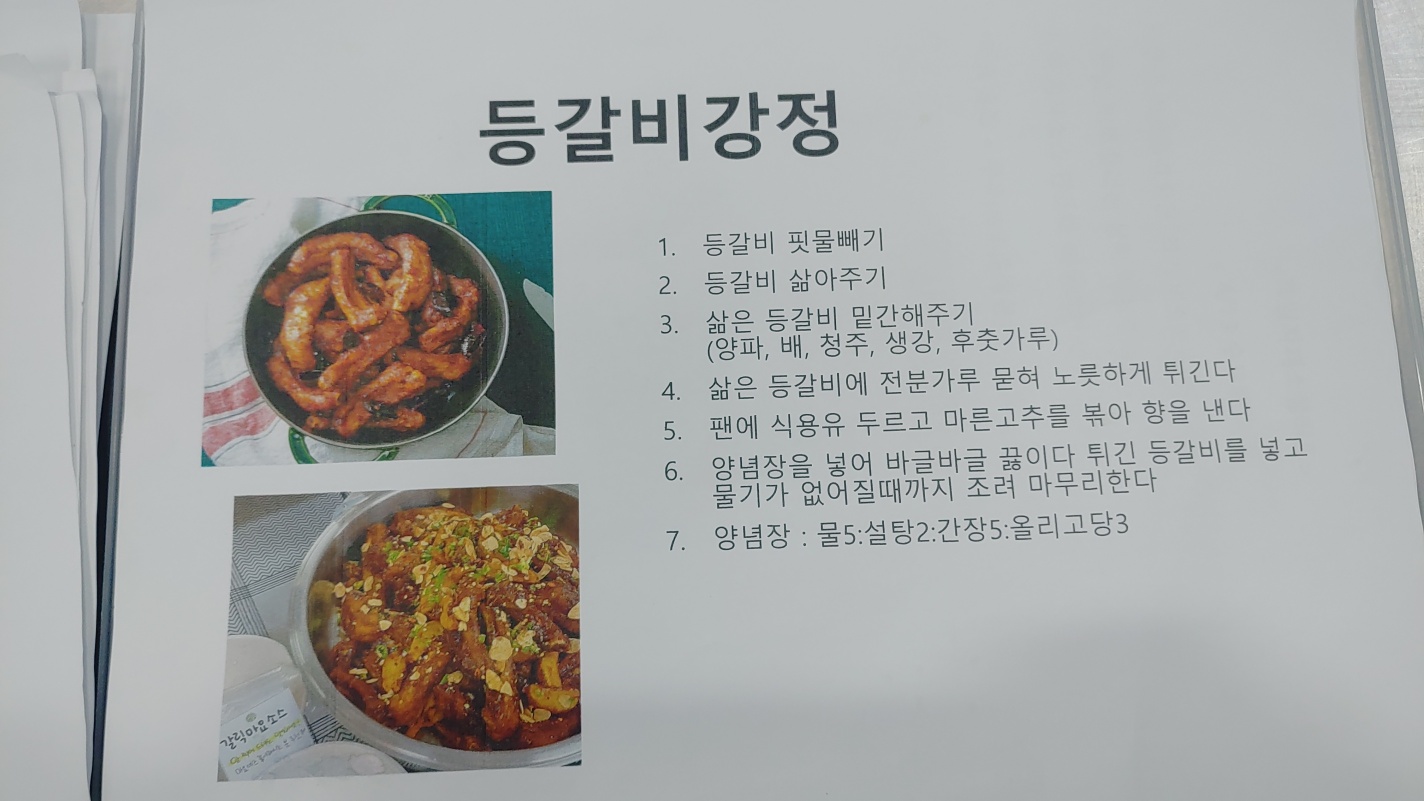 등갈비강정
1. 등갈비 핏물빼기
2. 등갈비 삶아주기
3. 삶은 등갈비 밑간해주기
(양파, 배, 청주, 생강, 후춧가루)
4. 삶은 등갈비에 전분가루 묻혀 노릇하게 튀긴다
5. 팬에 식용유 두르고 마른고추를 볶아 향을 낸다
6. 양념장을 넣어 바글바글 끓이다 튀긴 등갈비를 넣고
물기가 없어질때까지 조려 마무리한다
7. 양념장 : 물5:설탕2:간장5:올리고당3
갈릭마요소스